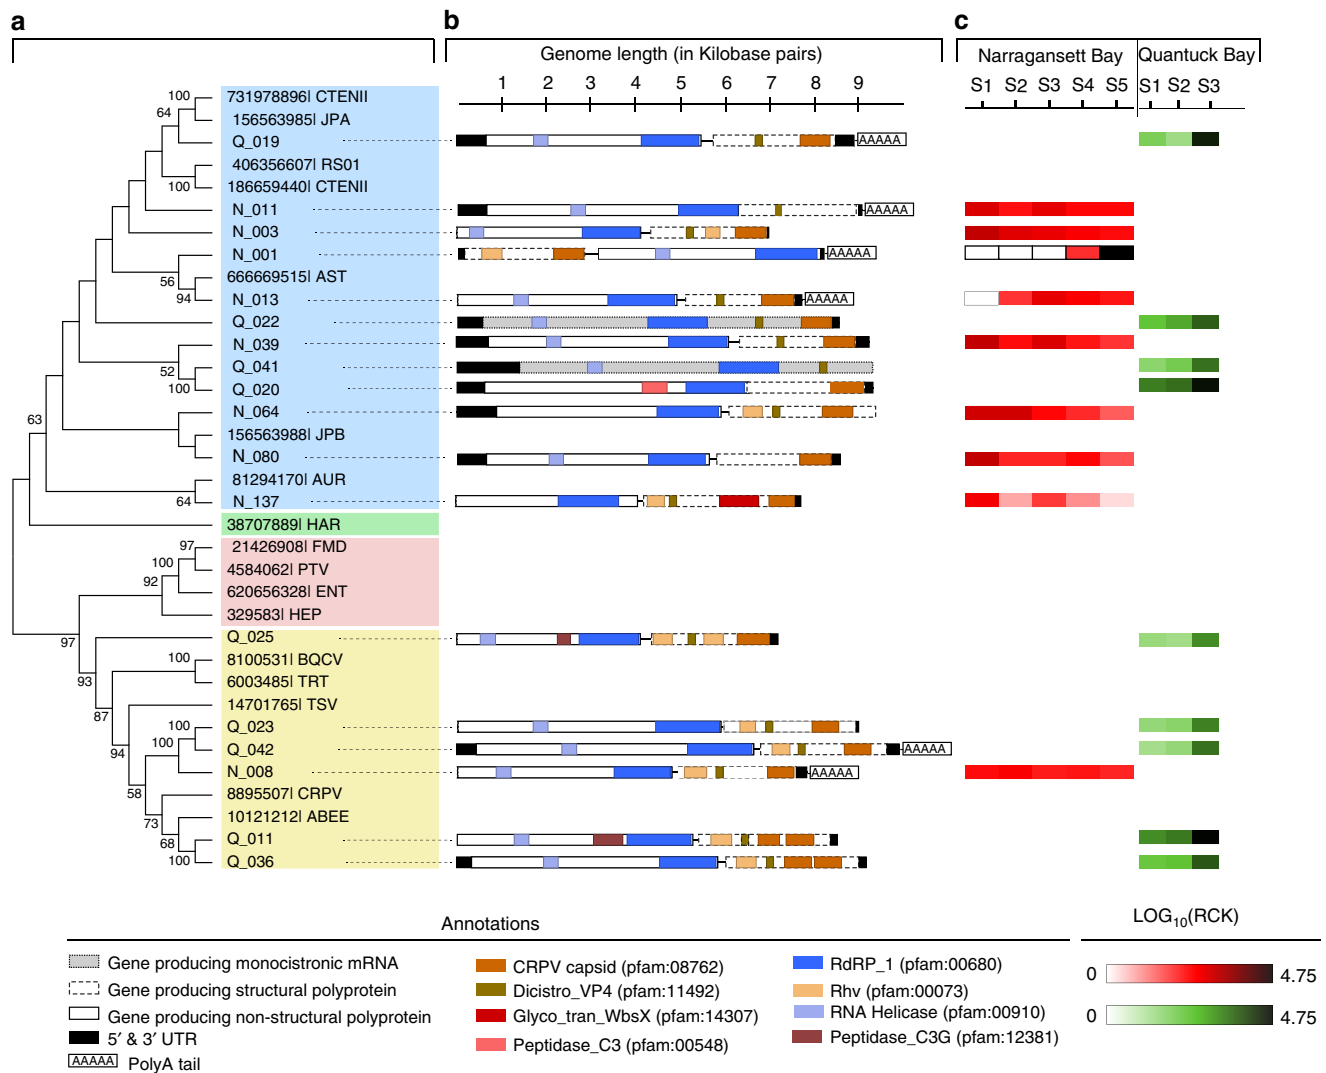 a
b
c
Genome length (in Kilobase pairs)
1 2 3 4 5 6 7 8 9
Narragansett Bay
Quantuck Bay
S1 S2 S3 S4 S5
S1 S2 S3
731978896| CTENII
156563985| JPA
Q_019
406356607| RS01
186659440| CTENII
N_011
N_003
N_001
666669515| AST
N_013
Q_022
N_039
Q_041
Q_020
N_064
156563988| JPB
N_080
81294170| AUR
N_137
38707889| HAR
21426908| FMD
4584062| PTV
620656328| ENT
329583| HEP
Q_025
8100531| BQCV
6003485| TRT
14701765| TSV
Q_023
Q_042
N_008
8895507| CRPV
10121212| ABEE
Q_011
Q_036
100
64
100
56
94
52
100
63
64
97
100
92
97
93
100
87
100
100
94
58
73
68
100
AAAAA
AAAAA
AAAAA
AAAAA
AAAAA
AAAAA
Annotations
Gene producing monocistronic mRNA
Gene producing structural polyprotein
Gene producing non-structural polyprotein
5′ & 3′ UTR
AAAAA PolyA tail
CRPV capsid (pfam:08762)
Dicistro_VP4 (pfam:11492)
Glyco_tran_WbsX (pfam:14307)
Peptidase_C3 (pfam:00548)
RdRP_1 (pfam:00680)
Rhv (pfam:00073)
RNA Helicase (pfam:00910)
Peptidase_C3G (pfam:12381)
LOG10(RCK)
0 4.75
0 4.75